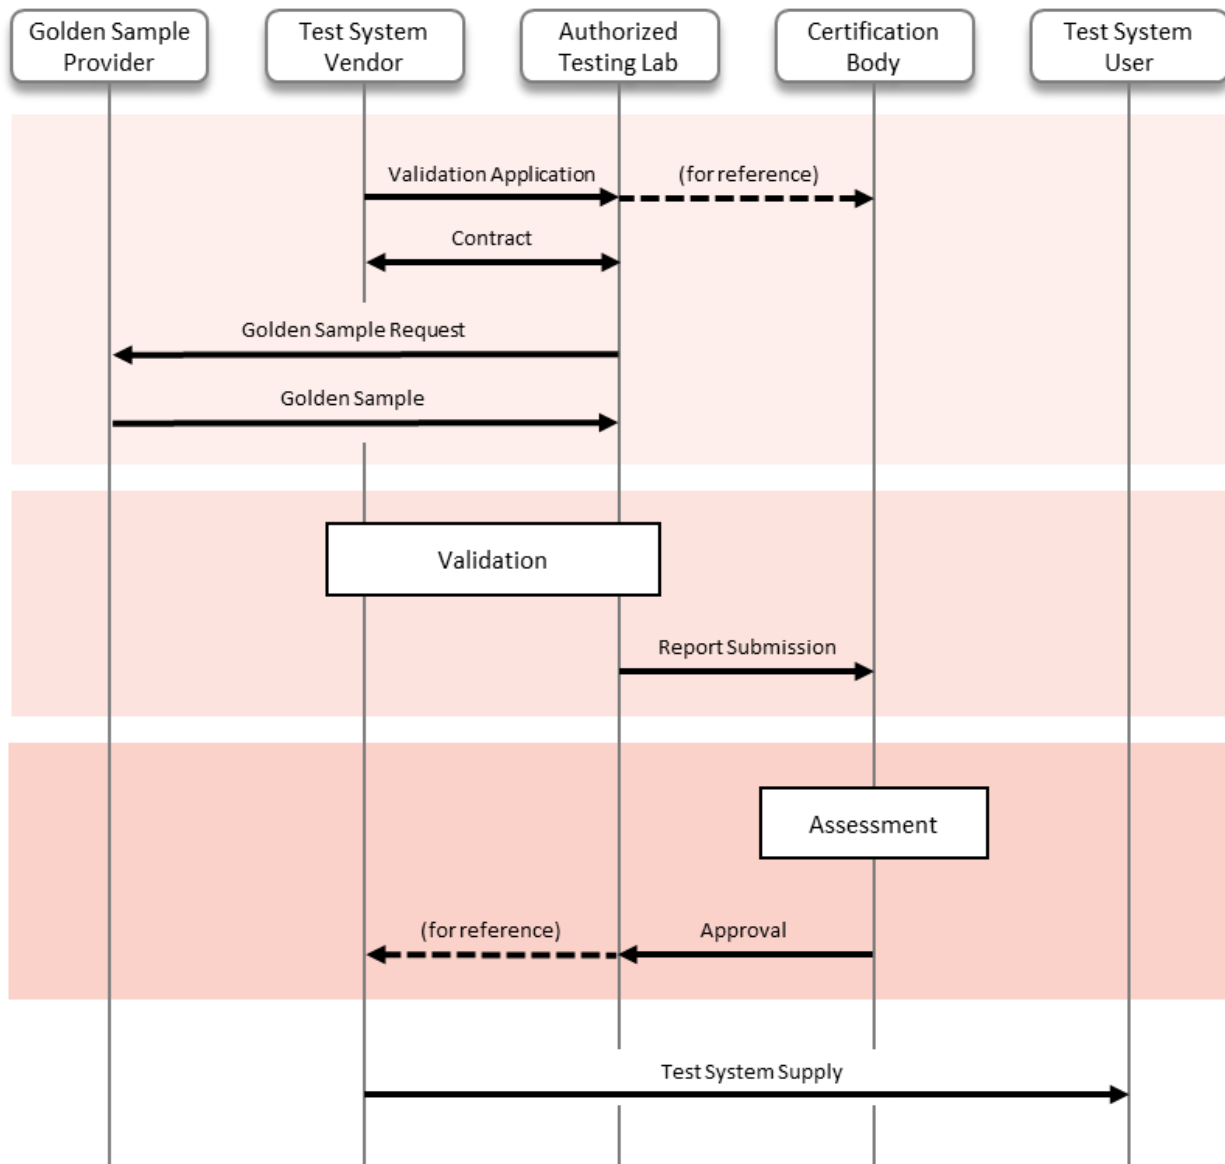 Golden Sample
Provider
Test System
Vendor
Authorized
Testing Lab
Certification
Body
Test System
User
Validation Application
(for reference)
Contract
Golden Sample Request
Golden Sample
Validation
Report Submission
Assessment
(for reference)
Approval
Test System Supply